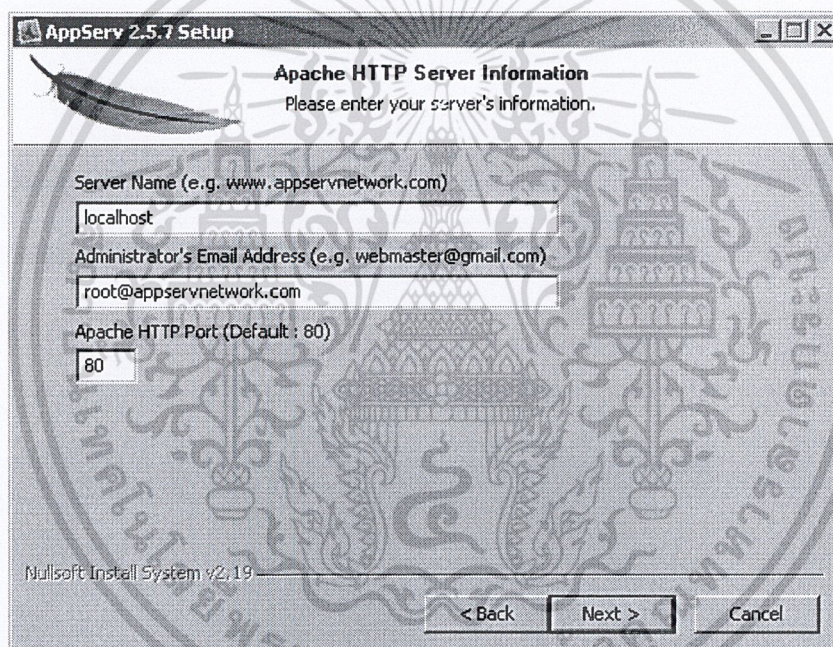 AppServ 2.5.7 Setup
Apache HTTP Server Information
Please enter your server's information.
Server Name (e.g. www.appservnetwork.com)
localhost
Administrator's Email Address (e.g. webmaster@gmail.com)
root@appservnetwork.com
Apache HTTP Port (Default : 80)
80
Nullsoft Install System v2.19
< Back
Next >
Cancel